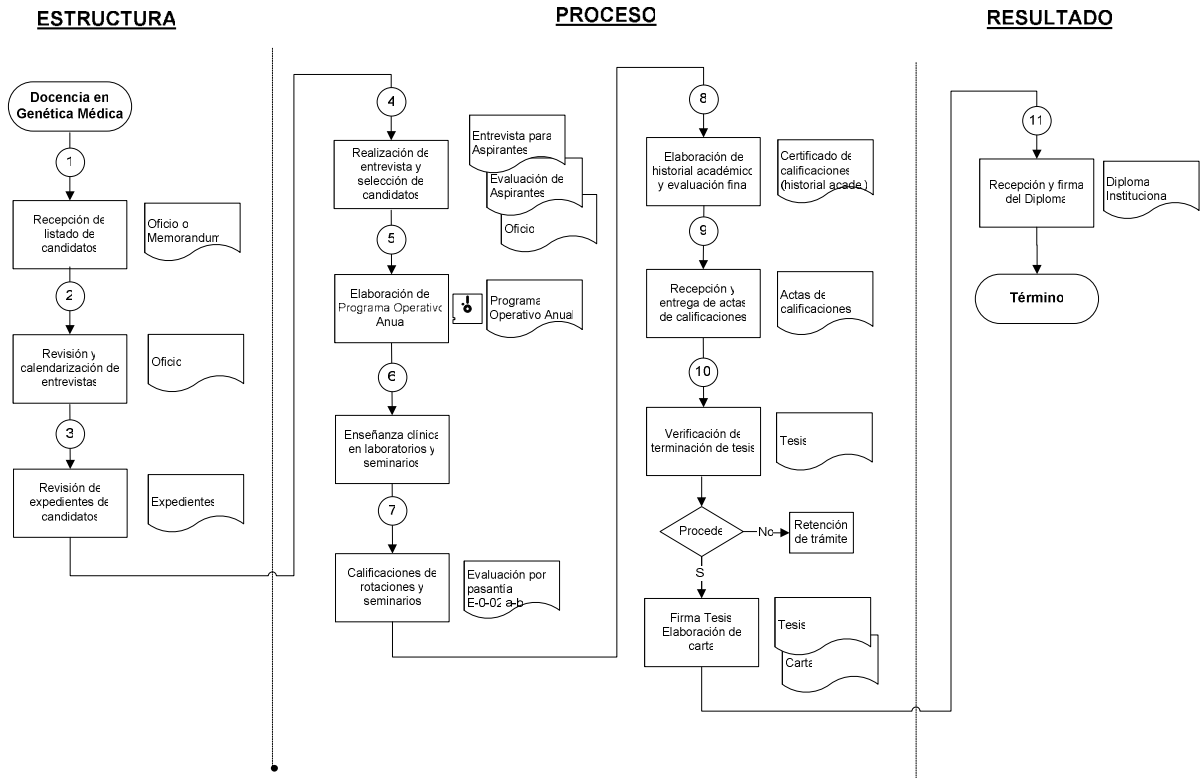 ESTRUCTURA
PROCESO
RESULTADO
Docencia en
Genética Médica
1
Recepción de
listado de
candidatos
Oficio o
Memorandum
2
Revisión y
calendarización de
entrevistas
Oficio
3
Revisión de
expedientes de
candidatos
Expedientes
4
Realización de
entrevista y
selección de
candidatos
Entrevista para
Aspirantes
Evaluación de
Aspirantes
Oficio
5
Elaboración de
Programa Operativo
Anua
Programa
Operativo Anual
6
Enseñanza clínica
en laboratorios y
seminarios
7
Calificaciones de
rotaciones y
seminarios
Evaluación por
pasantía
E-0-02 a-b
8
Elaboración de
historial académico
y evaluación fina
Certificado de
calificaciones
(historial acade.)
9
Recepción y
entrega de actas
de calificaciones
Actas de
calificaciones
10
Verificación de
terminación de tesis
Tesis
Procede
No
Retención
de trámite
S
Firma Tesis
Elaboración de
carta
Tesis
Carta
11
Recepción y firma
del Diploma
Diploma
Instituciona
Término